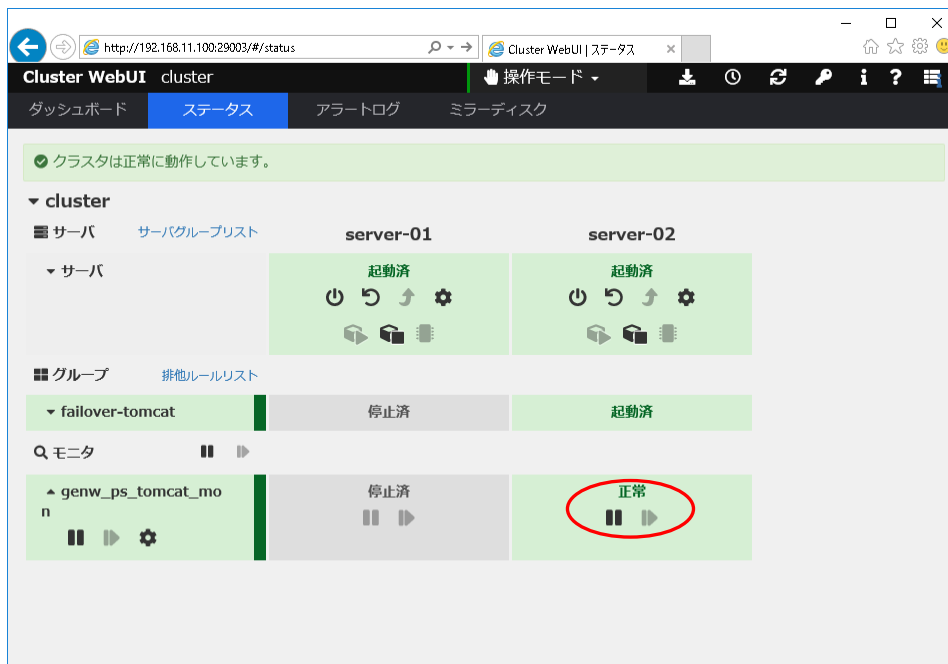 http://192.168.11.100:29003/#/status
Cluster WebUI | ステータス
Cluster WebUI cluster 操作モード
ダッシュボード ステータス アラートログ ミラーディスク
クラスタは正常に動作しています。
cluster
サーバ サーバグループリスト server-01 server-02
サーバ 起動済 起動済
グループ 排他ルールリスト
failover-tomcat 停止済 起動済
モニタ
genw_ps_tomcat_mo 停止済 正常
n